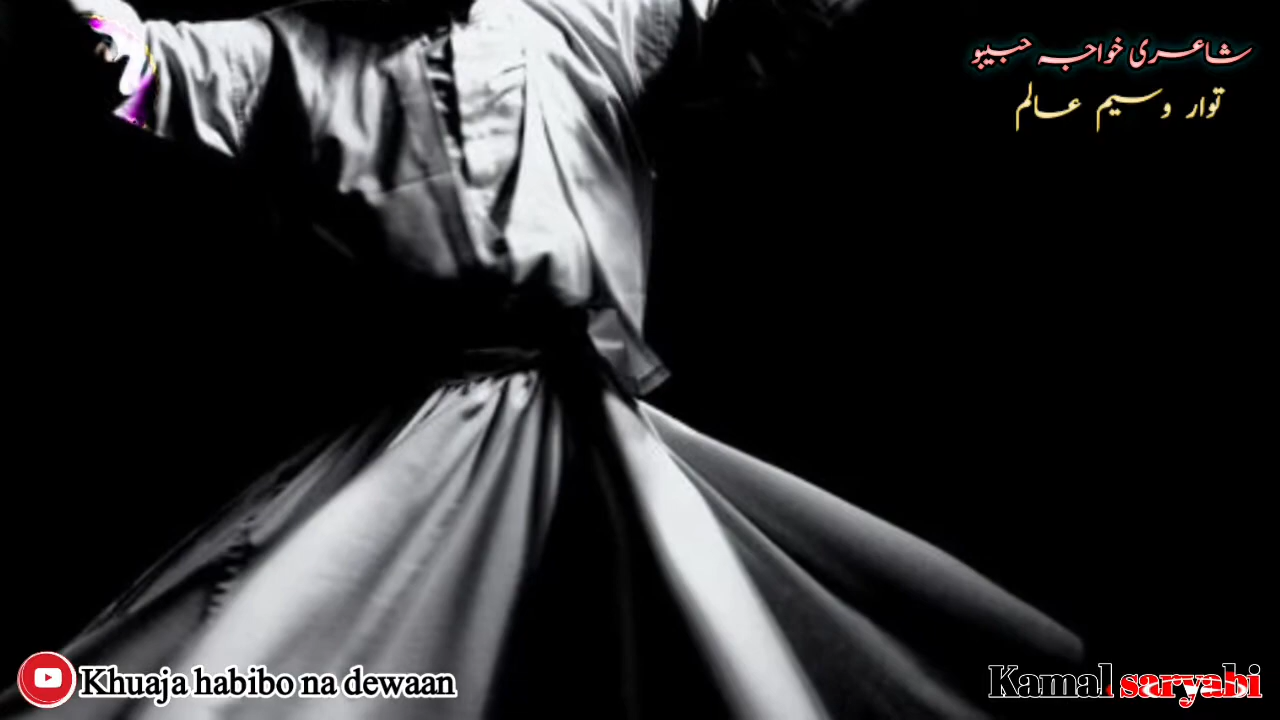 شاعری خواجہ حبیبو
توار وسیم عالم
Khuaja habibo na dewaan
Kamal saryabi